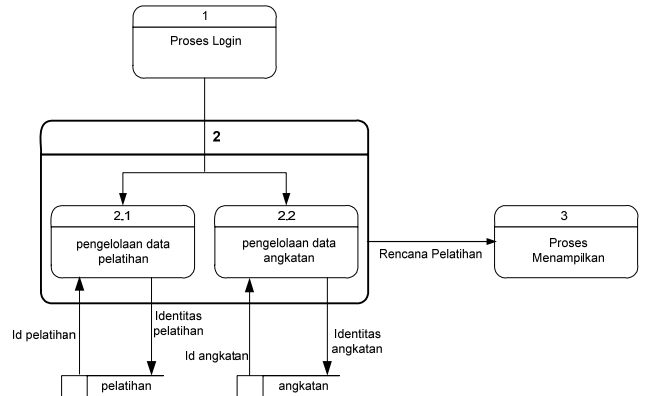 1
Proses Login
2
2.1
pengelolaan data
pelatihan
2.2
pengelolaan data
angkatan
Rencana Pelatihan
3
Proses
Menampilkan
Id pelatihan
Identitas
pelatihan
Id angkatan
Identitas
angkatan
pelatihan
angkatan